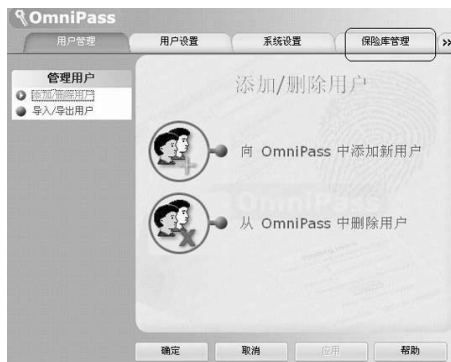 OmniPass
用户管理 用户设置 系统设置 保险库管理 »
管理用户
添加/删除用户
导入/导出用户
添加/删除用户
向 OmniPass 中添加新用户
OmniPass
从 OmniPass 中删除用户
确定 取消 应用 帮助